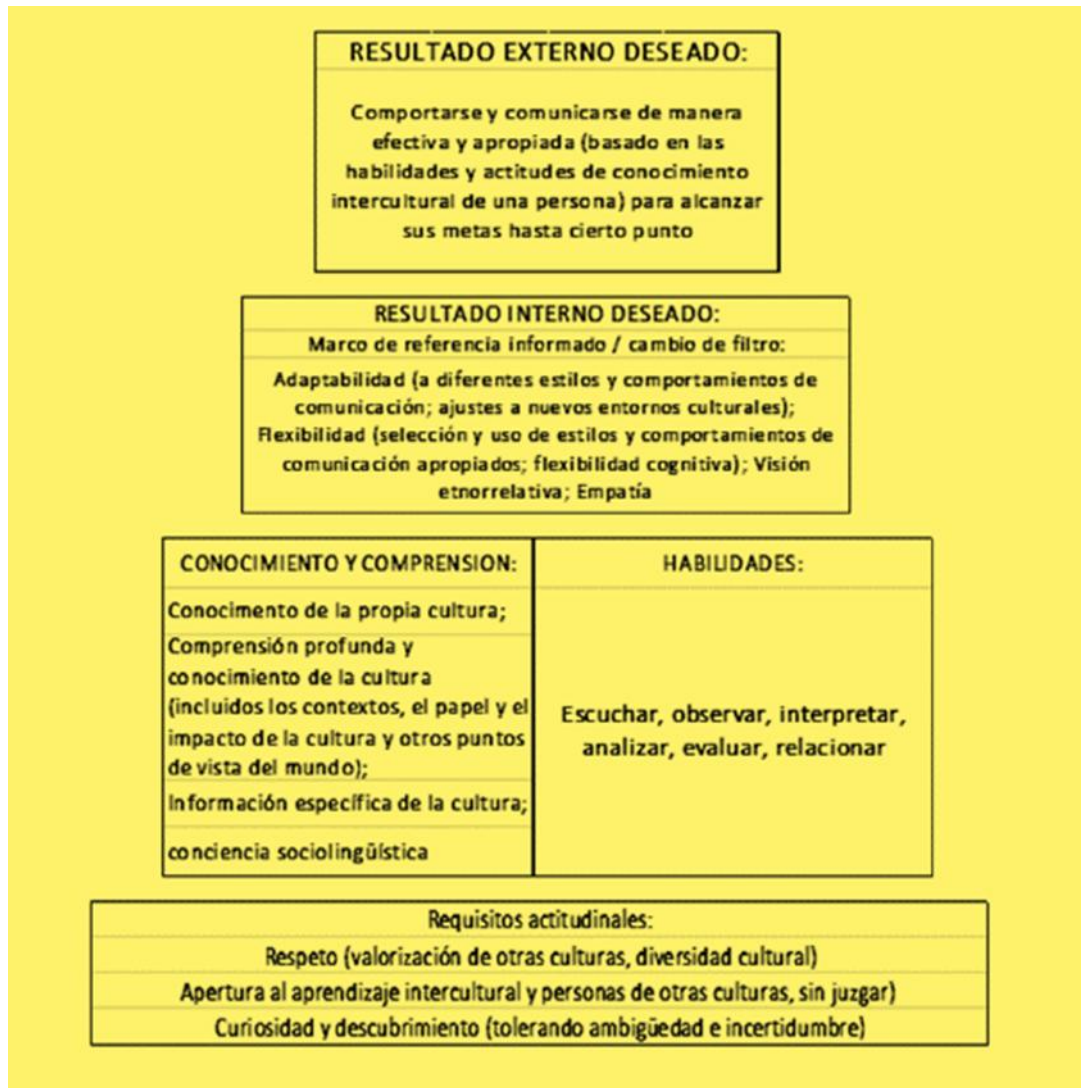 RESULTADO EXTERNO DESEADO:
Comportarse y comunicarse de manera
efectiva y apropiada (basado en las
habilidades y actitudes de conocimiento
intercultural de una persona) para alcanzar
sus metas hasta cierto punto
RESULTADO INTERNO DESEADO:
Marco de referencia informado / cambio de filtro:
Adaptabilidad (a diferentes estilos y comportamientos de
comunicación; ajustes a nuevos entornos culturales);
Flexibilidad (selección y uso de estilos y comportamientos de
comunicación apropiados; flexibilidad cognitiva); Visión
etnorrelativa; Empatía
CONOCIMIENTO Y COMPRENSION:
Conocimento de la propia cultura;
Comprensión profunda y
conocimiento de la cultura
(incluidos los contextos, el papel y el
impacto de la cultura y otros puntos
de vista del mundo);
Información específica de la cultura;
conciencia sociolingüística
HABILIDADES:
Escuchar, observar, interpretar,
analizar, evaluar, relacionar
Requisitos actitudinales:
Respeto (valorización de otras culturas, diversidad cultural)
Apertura al aprendizaje intercultural y personas de otras culturas, sin juzgar)
Curiosidad y descubrimiento (tolerando ambigüedad e incertidumbre)